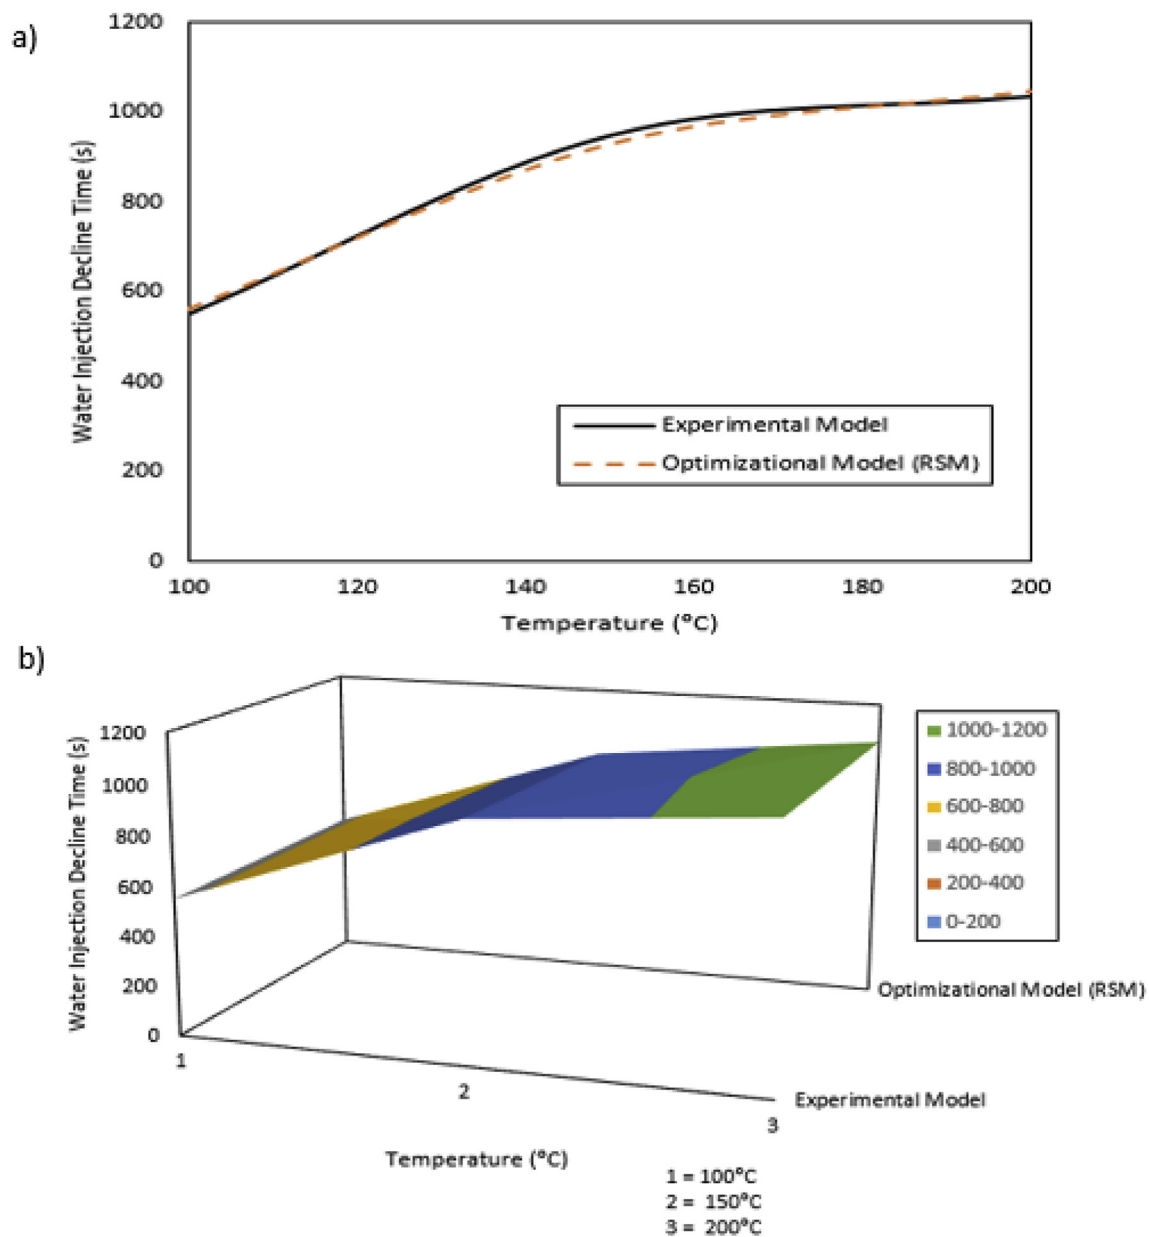 a)
Water Injection Decline Time (s)
1200
1000
800
600
400
200
0
Experimental Model
Optimizational Model (RSM)
100 120 140 160 180 200
Temperature (°C)
b)
Water Injection Decline Time (s)
1200
1000
800
600
400
200
0
1000-1200
800-1000
600-800
400-600
200-400
0-200
Optimizational Model (RSM)
Experimental Model
1
2
3
Temperature (°C)
1 = 100°C
2 = 150°C
3 = 200°C